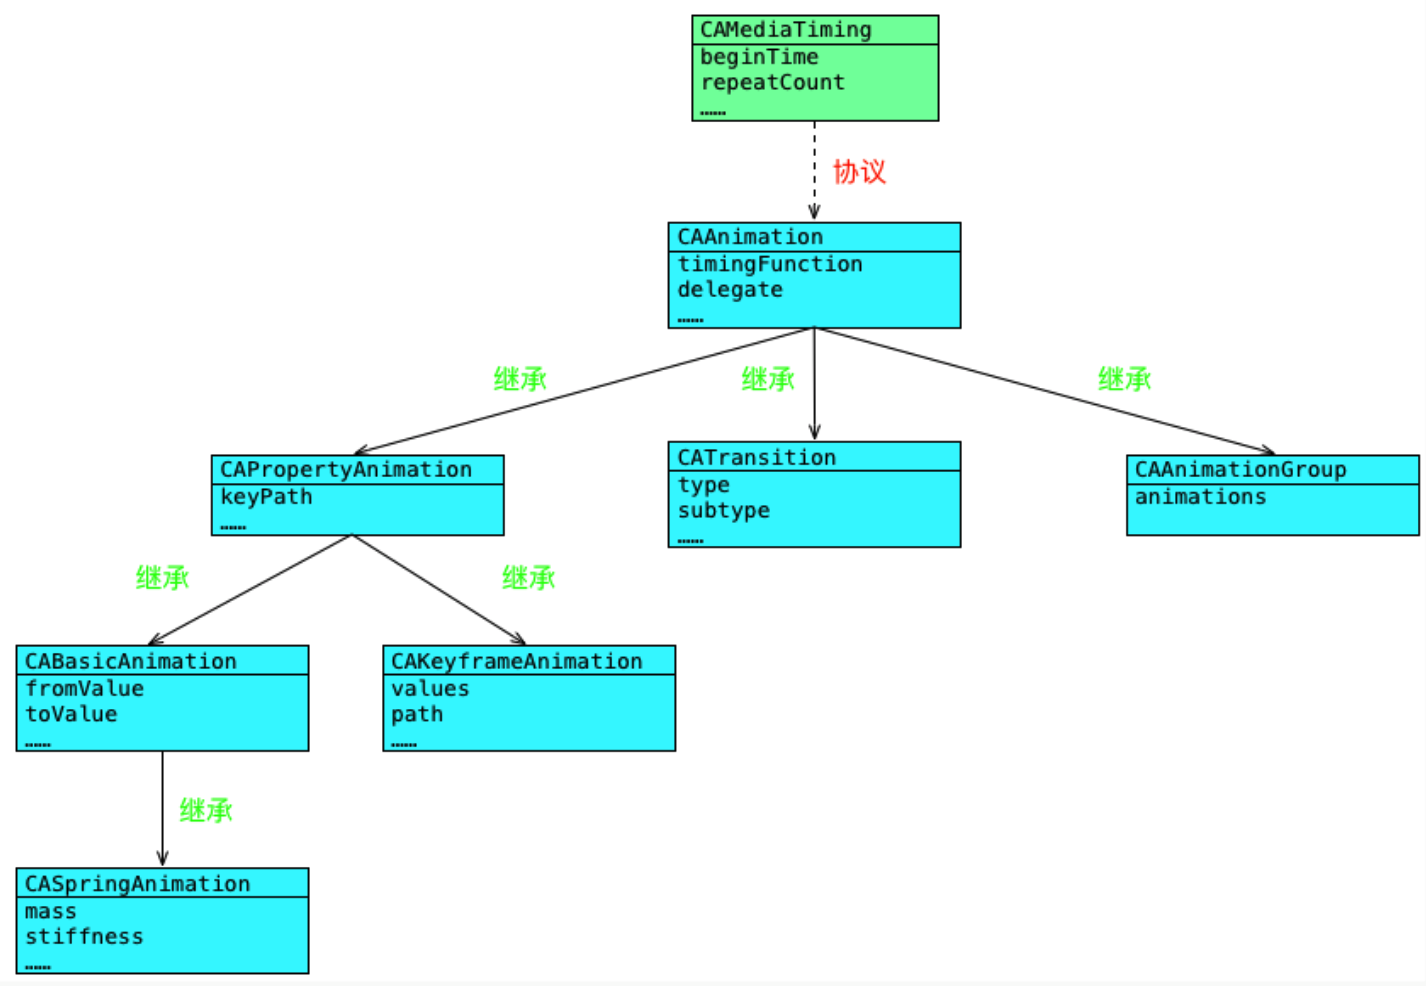 CAMediaTiming
beginTime
repeatCount
……
协议
CAAnimation
timingFunction
delegate
……
继承
继承
继承
CAPropertyAnimation
keyPath
……
CATransition
type
subtype
……
CAAnimationGroup
animations
继承
继承
CABasicAnimation
fromValue
toValue
……
CAKeyframeAnimation
values
path
……
继承
CASpringAnimation
mass
stiffness
……